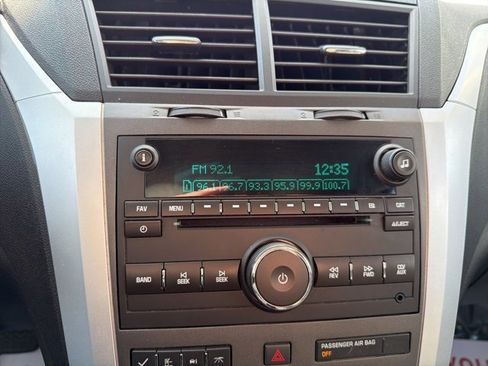 FM 92.1 12:35
1 96.1 96.7 93.3 95.9 99.9 100.7
FAV MENU CAT
EJECT
BAND SEEK SEEK REV FWD CD/ AUX
PASSENGER AIR BAG
OFF